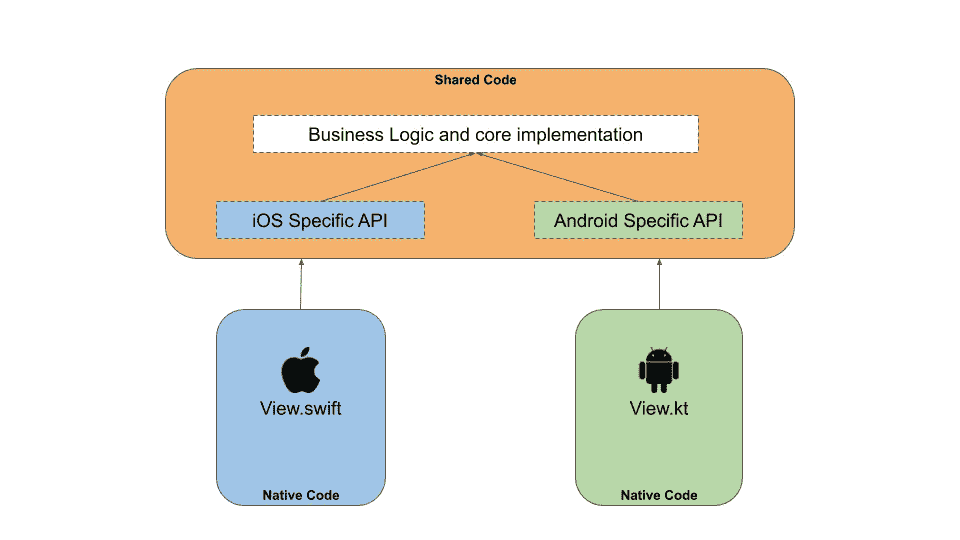 Shared Code
Business Logic and core implementation
iOS Specific API
Android Specific API
View.swift
View.kt
Native Code
Native Code